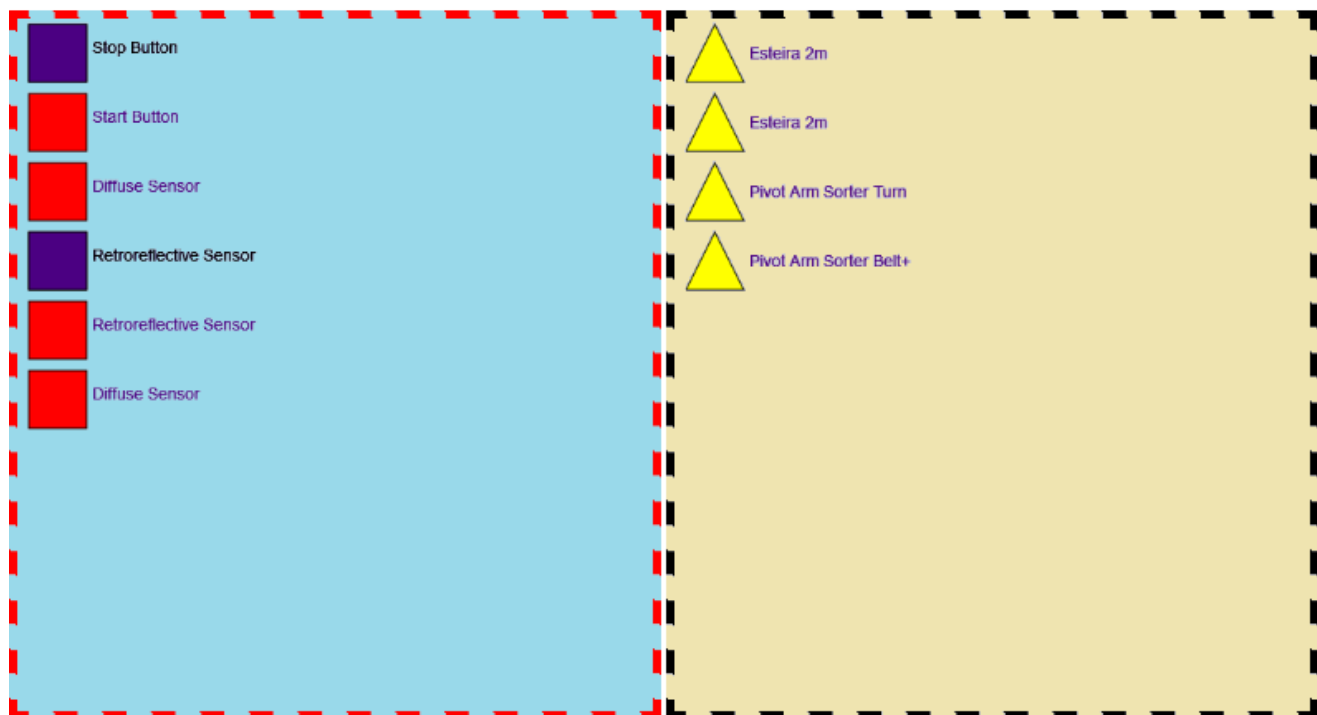 Stop Button
Start Button
Diffuse Sensor
Retroreflective Sensor
Retroreflective Sensor
Diffuse Sensor
Esteira 2m
Esteira 2m
Pivot Arm Sorter Turn
Pivot Arm Sorter Belt+